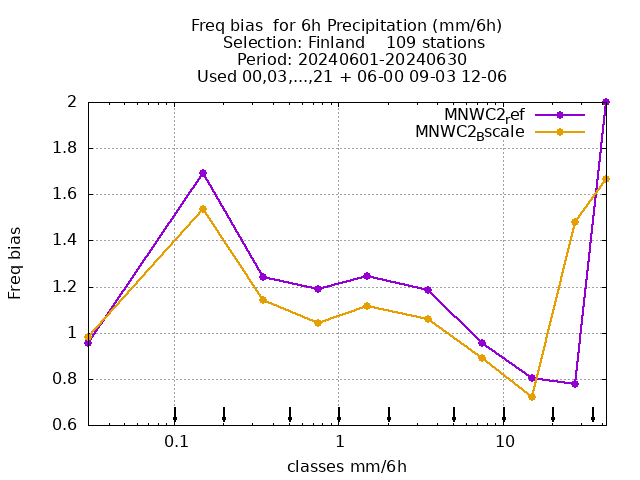 Freq bias  for 6h Precipitation (mm/6h)
Selection: Finland    109 stations
Period: 20240601-20240630
Used 00,03,...,21 + 06-00 09-03 12-06
MNWC2ref
MNWC2Bscale
2
1.8
1.6
1.4
1.2
1
0.8
0.6
Freq bias
0.1 1 10
classes mm/6h